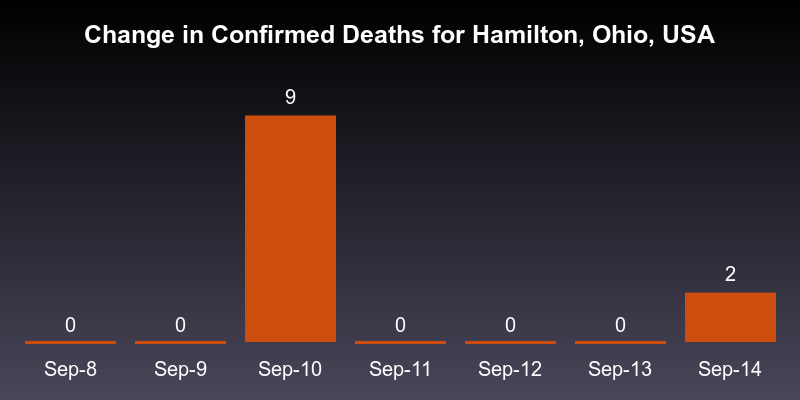 Change in Confirmed Deaths for Hamilton, Ohio, USA
9
2
0 0 0 0 0
Sep-8 Sep-9 Sep-10 Sep-11 Sep-12 Sep-13 Sep-14